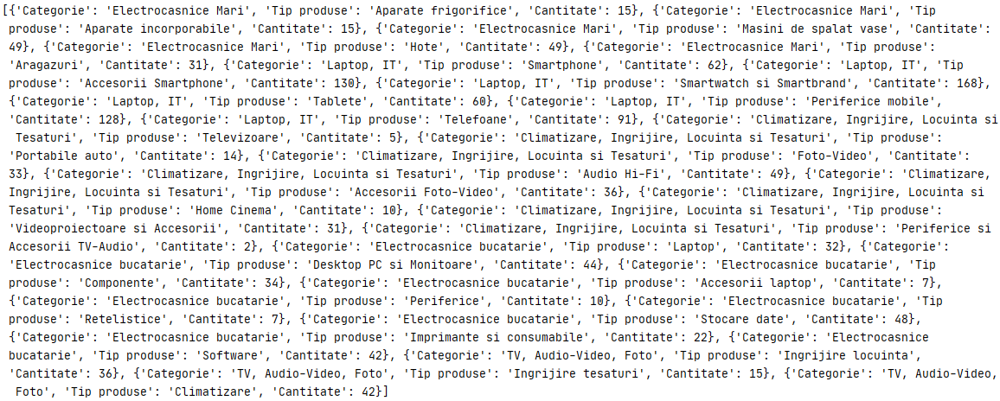 [{'Categorie': 'Electrocasnice Mari', 'Tip produse': 'Aparate frigorifice', 'Cantitate': 15}, {'Categorie': 'Electrocasnice Mari', 'Tip
produse': 'Aparate incorporabile', 'Cantitate': 15}, {'Categorie': 'Electrocasnice Mari', 'Tip produse': 'Masini de spalat vase', 'Cantitate':
49}, {'Categorie': 'Electrocasnice Mari', 'Tip produse': 'Hote', 'Cantitate': 49}, {'Categorie': 'Electrocasnice Mari', 'Tip produse':
'Aragazuri', 'Cantitate': 31}, {'Categorie': 'Laptop, IT', 'Tip produse': 'Smartphone', 'Cantitate': 62}, {'Categorie': 'Laptop, IT', 'Tip
produse': 'Accesorii Smartphone', 'Cantitate': 130}, {'Categorie': 'Laptop, IT', 'Tip produse': 'Smartwatch si Smartbrand', 'Cantitate': 168},
{'Categorie': 'Laptop, IT', 'Tip produse': 'Tablete', 'Cantitate': 60}, {'Categorie': 'Laptop, IT', 'Tip produse': 'Periferice mobile',
'Cantitate': 128}, {'Categorie': 'Laptop, IT', 'Tip produse': 'Telefoane', 'Cantitate': 91}, {'Categorie': 'Climatizare, Ingrijire, Locuinta si
Tesaturi', 'Tip produse': 'Televizoare', 'Cantitate': 5}, {'Categorie': 'Climatizare, Ingrijire, Locuinta si Tesaturi', 'Tip produse':
'Portabile auto', 'Cantitate': 14}, {'Categorie': 'Climatizare, Ingrijire, Locuinta si Tesaturi', 'Tip produse': 'Foto-Video', 'Cantitate':
33}, {'Categorie': 'Climatizare, Ingrijire, Locuinta si Tesaturi', 'Tip produse': 'Audio Hi-Fi', 'Cantitate': 49}, {'Categorie': 'Climatizare,
Ingrijire, Locuinta si Tesaturi', 'Tip produse': 'Accesorii Foto-Video', 'Cantitate': 36}, {'Categorie': 'Climatizare, Ingrijire, Locuinta si
Tesaturi', 'Tip produse': 'Home Cinema', 'Cantitate': 10}, {'Categorie': 'Climatizare, Ingrijire, Locuinta si Tesaturi', 'Tip produse':
'Videoproiectoare si Accesorii', 'Cantitate': 31}, {'Categorie': 'Climatizare, Ingrijire, Locuinta si Tesaturi', 'Tip produse': 'Periferice si
Accesorii TV-Audio', 'Cantitate': 2}, {'Categorie': 'Electrocasnice bucatarie', 'Tip produse': 'Laptop', 'Cantitate': 32}, {'Categorie':
'Electrocasnice bucatarie', 'Tip produse': 'Desktop PC si Monitoare', 'Cantitate': 44}, {'Categorie': 'Electrocasnice bucatarie', 'Tip
produse': 'Componente', 'Cantitate': 34}, {'Categorie': 'Electrocasnice bucatarie', 'Tip produse': 'Accesorii laptop', 'Cantitate': 7},
{'Categorie': 'Electrocasnice bucatarie', 'Tip produse': 'Periferice', 'Cantitate': 10}, {'Categorie': 'Electrocasnice bucatarie', 'Tip
produse': 'Retelistice', 'Cantitate': 7}, {'Categorie': 'Electrocasnice bucatarie', 'Tip produse': 'Stocare date', 'Cantitate': 48},
{'Categorie': 'Electrocasnice bucatarie', 'Tip produse': 'Imprimante si consumabile', 'Cantitate': 22}, {'Categorie': 'Electrocasnice
bucatarie', 'Tip produse': 'Software', 'Cantitate': 42}, {'Categorie': 'TV, Audio-Video, Foto', 'Tip produse': 'Ingrijire locuinta',
'Cantitate': 36}, {'Categorie': 'TV, Audio-Video, Foto', 'Tip produse': 'Ingrijire tesaturi', 'Cantitate': 15}, {'Categorie': 'TV, Audio-Video,
Foto', 'Tip produse': 'Climatizare', 'Cantitate': 42}]